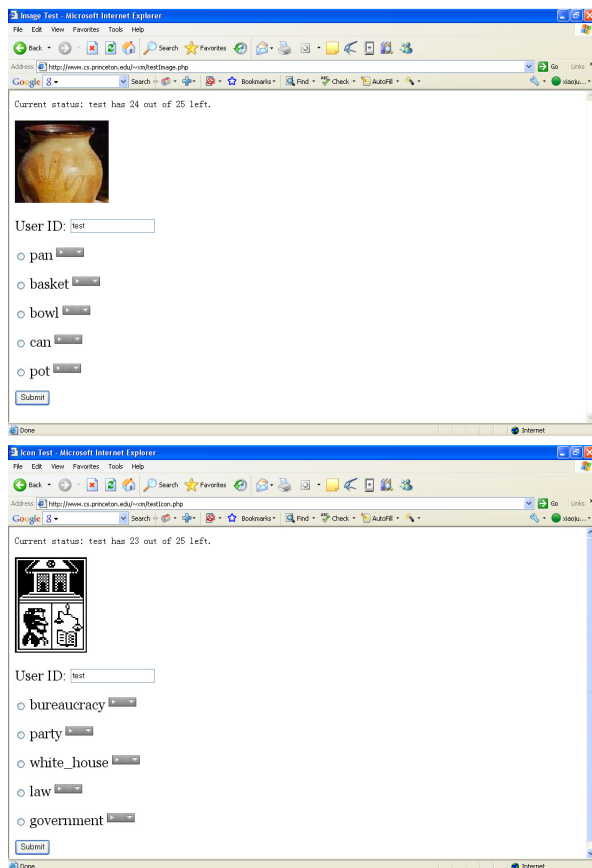 Image Test - Microsoft Internet Explorer
File Edit View Favorites Tools Help
Back Search Favorites
Address http://www.cs.princeton.edu/~xm/testImage.php Go Links
Google Search Bookmarks Find Check AutoFill xiaoju...
Current status: test has 24 out of 25 left.
User ID: test
pan
basket
bowl
can
pot
Submit
Done Internet
Icon Test - Microsoft Internet Explorer
File Edit View Favorites Tools Help
Back Search Favorites
Address http://www.cs.princeton.edu/~xm/testIcon.php Go Links
Google Search Bookmarks Find Check AutoFill xiaoju...
Current status: test has 23 out of 25 left.
User ID: test
bureaucracy
party
white_house
law
government
Submit
Done Internet